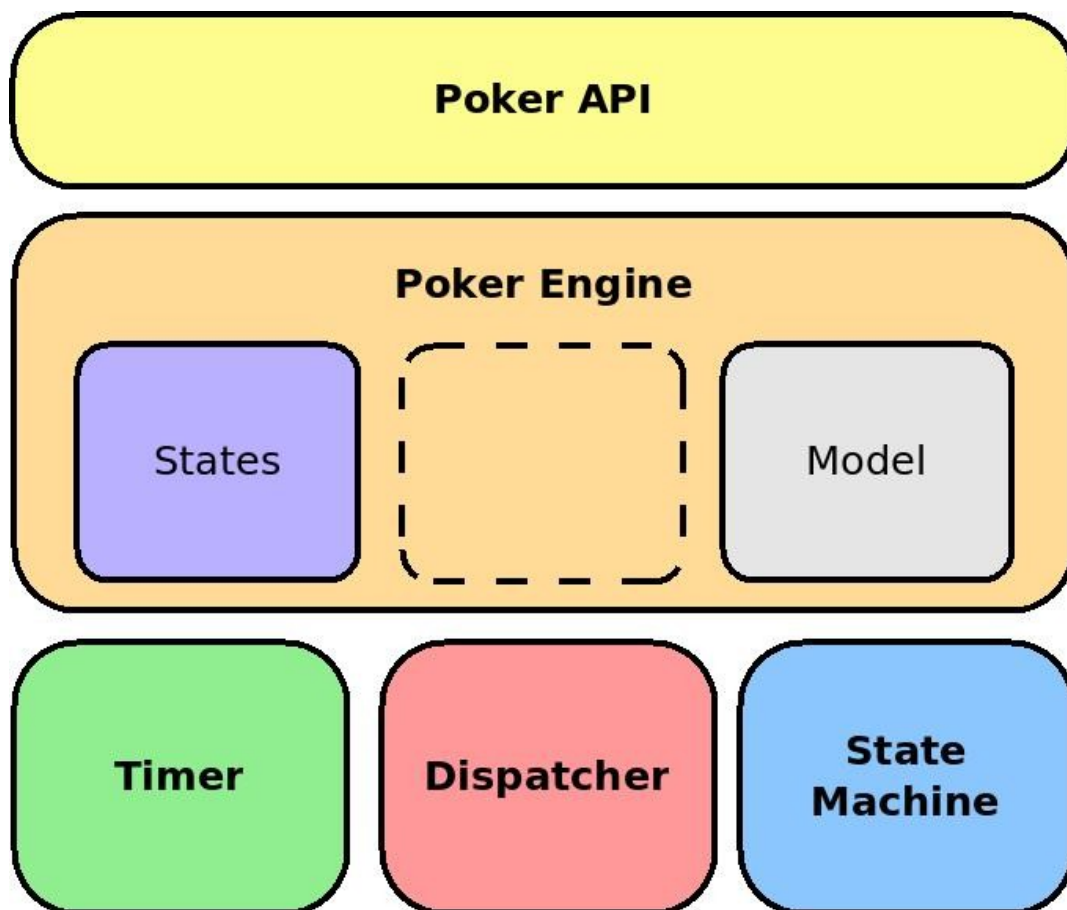 Poker API
Poker Engine
States
Model
Timer
Dispatcher
State
Machine